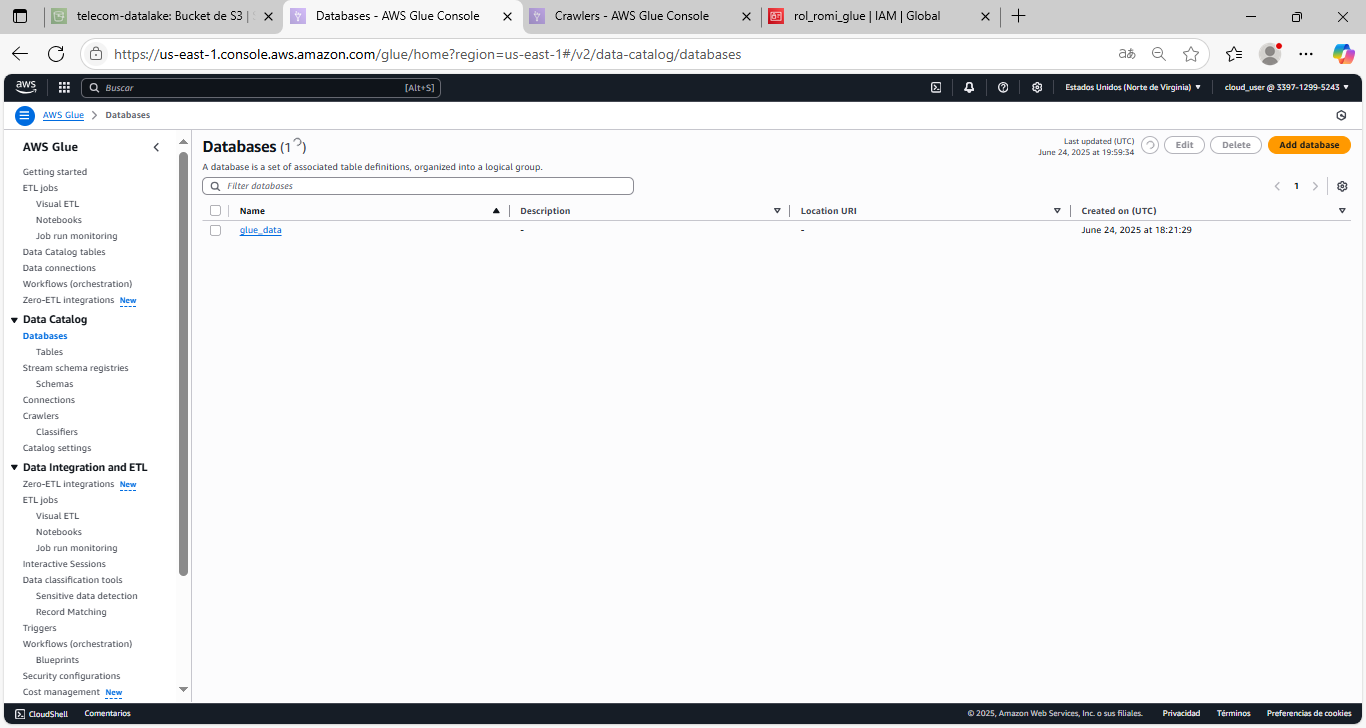 telecom-datalake: Bucket de S3 |
Databases - AWS Glue Console
Crawlers - AWS Glue Console
rol_romi_glue | IAM | Global
https://us-east-1.console.aws.amazon.com/glue/home?region=us-east-1#/v2/data-catalog/databases
aws
Buscar
[Alt+S]
Estados Unidos (Norte de Virginia)
cloud_user @ 3397-1299-5243
AWS Glue
Databases
AWS Glue
Getting started
ETL jobs
Visual ETL
Notebooks
Job run monitoring
Data Catalog tables
Data connections
Workflows (orchestration)
Zero-ETL integrations New
Data Catalog
Databases
Tables
Stream schema registries
Schemas
Connections
Crawlers
Classifiers
Catalog settings
Data Integration and ETL
Zero-ETL integrations New
ETL jobs
Visual ETL
Notebooks
Job run monitoring
Interactive Sessions
Data classification tools
Sensitive data detection
Record Matching
Triggers
Workflows (orchestration)
Blueprints
Security configurations
Cost management New
Databases (1)
Last updated (UTC)
June 24, 2025 at 19:59:34
Edit
Delete
Add database
A database is a set of associated table definitions, organized into a logical group.
Filter databases
1
Name
Description
Location URI
Created on (UTC)
glue_data
-
-
June 24, 2025 at 18:21:29
CloudShell
Comentarios
© 2025, Amazon Web Services, Inc. o sus filiales.
Privacidad
Términos
Preferencias de cookies